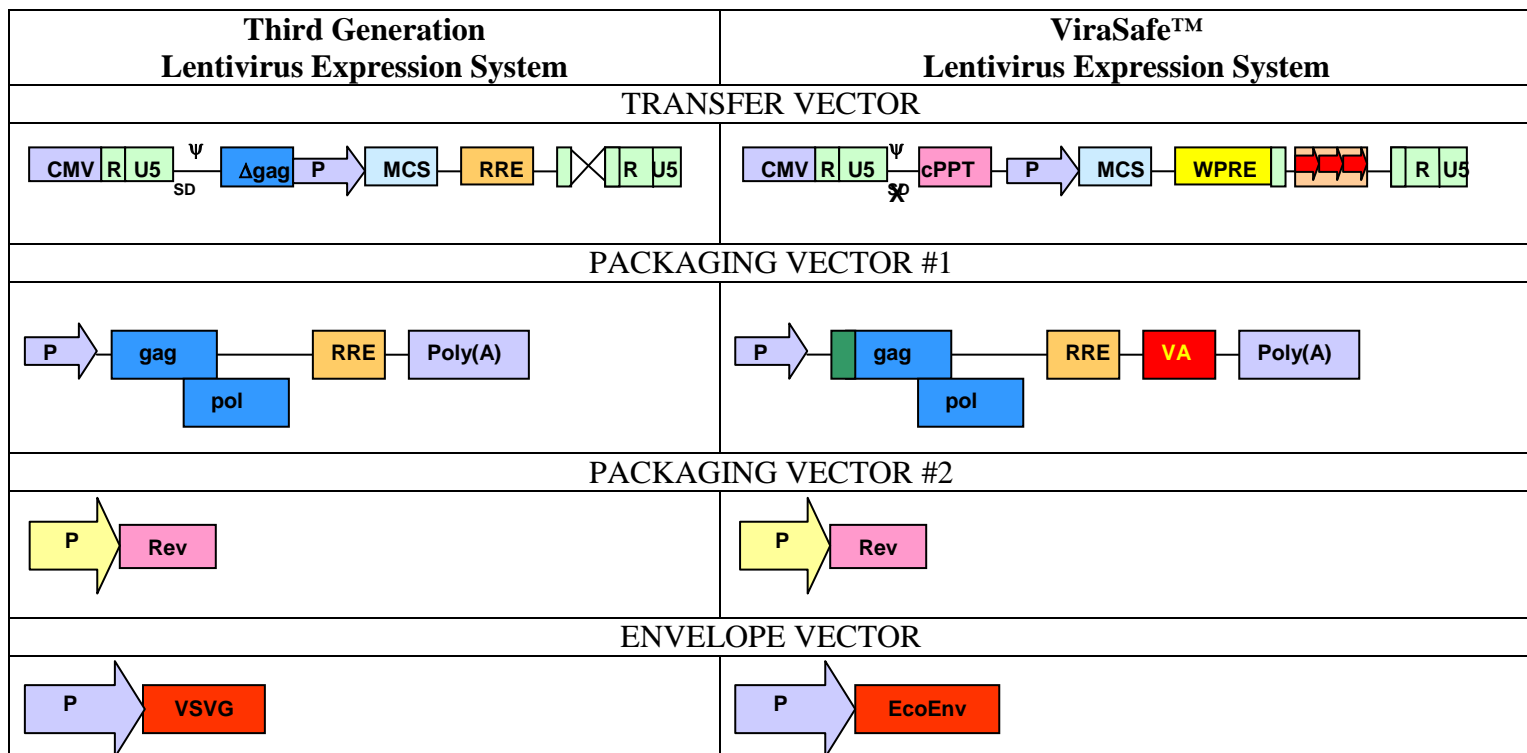 Third Generation
Lentivirus Expression System
ViraSafe™
Lentivirus Expression System
TRANSFER VECTOR
CMV R U5 ψ SD Δgag P MCS RRE R U5
CMV R U5 ψ SD X cPPT P MCS WPRE R U5
PACKAGING VECTOR #1
P gag RRE Poly(A)
pol
P gag RRE VA Poly(A)
pol
PACKAGING VECTOR #2
P Rev
P Rev
ENVELOPE VECTOR
P VSVG
P EcoEnv